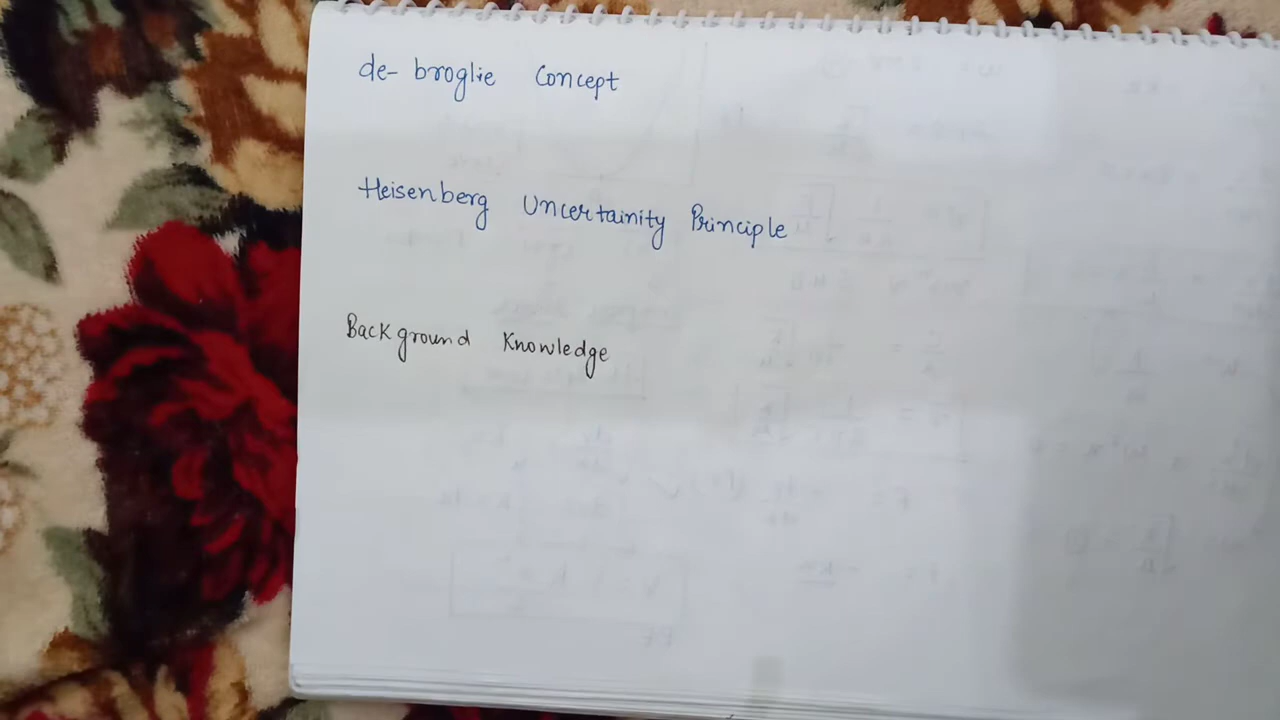 de- broglie Concept
Heisenberg Uncertainity Principle
Background Knowledge